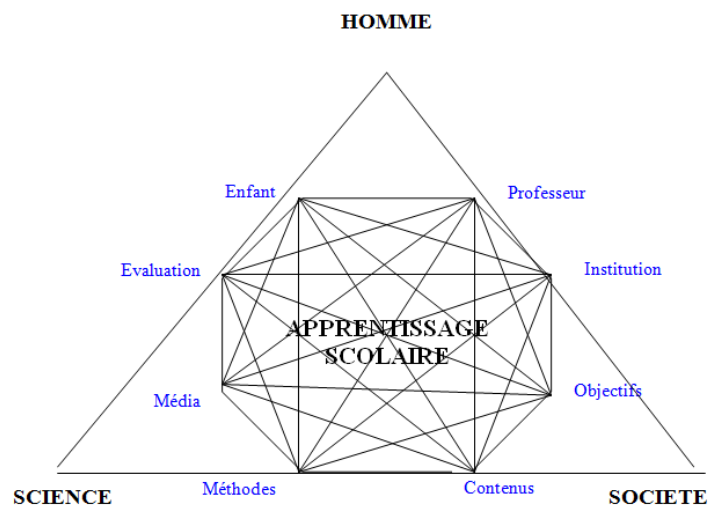 HOMME
Enfant
Professeur
Evaluation
Institution
APPRENTISSAGE
SCOLAIRE
Média
Objectifs
Méthodes
Contenus
SCIENCE
SOCIETE